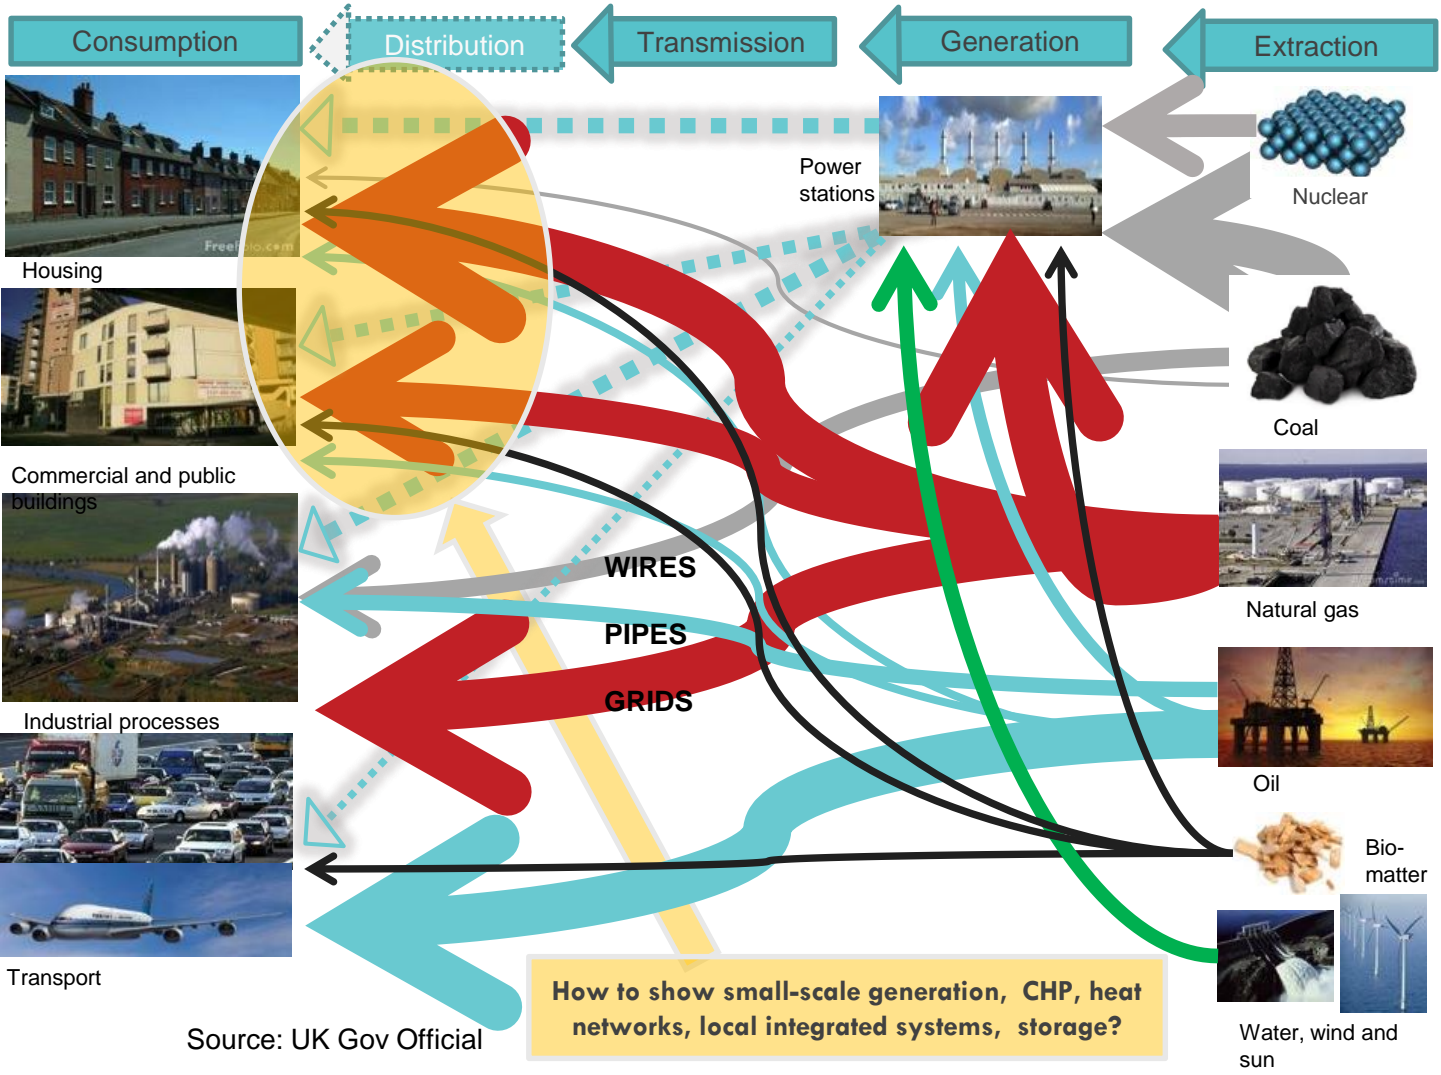 Consumption
Distribution
Transmission
Generation
Extraction
Power
stations
Nuclear
FreeFoto.com
Housing
Coal
Commercial and public
buildings
WIRES
PIPES
GRIDS
Natural gas
Industrial processes
Oil
Bio-
matter
Transport
How to show small-scale generation, CHP, heat
networks, local integrated systems, storage?
Source: UK Gov Official
Water, wind and
sun